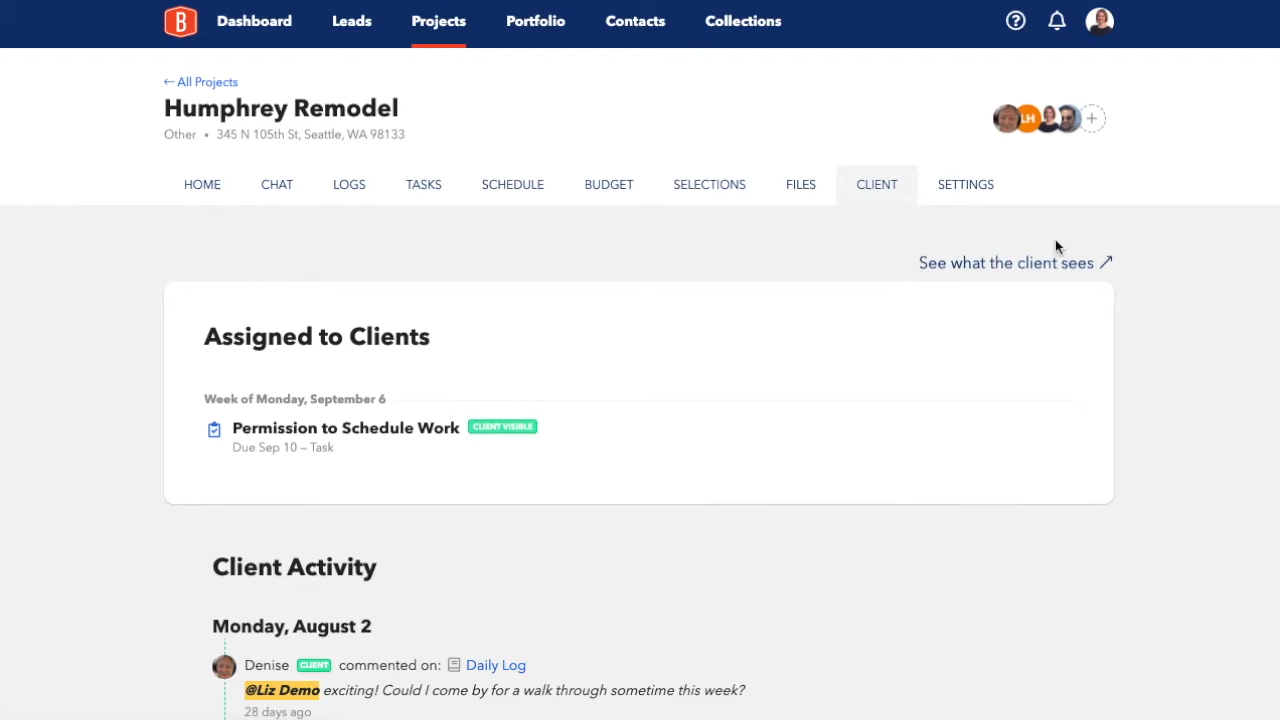 B Dashboard Leads Projects Portfolio Contacts Collections
← All Projects
Humphrey Remodel
Other • 345 N 105th St, Seattle, WA 98133
LH +
HOME CHAT LOGS TASKS SCHEDULE BUDGET SELECTIONS FILES CLIENT SETTINGS
See what the client sees ↗
Assigned to Clients
Week of Monday, September 6
Permission to Schedule Work CLIENT VISIBLE
Due Sep 10 – Task
Client Activity
Monday, August 2
Denise CLIENT commented on: Daily Log
@Liz Demo exciting! Could I come by for a walk through sometime this week?
28 days ago